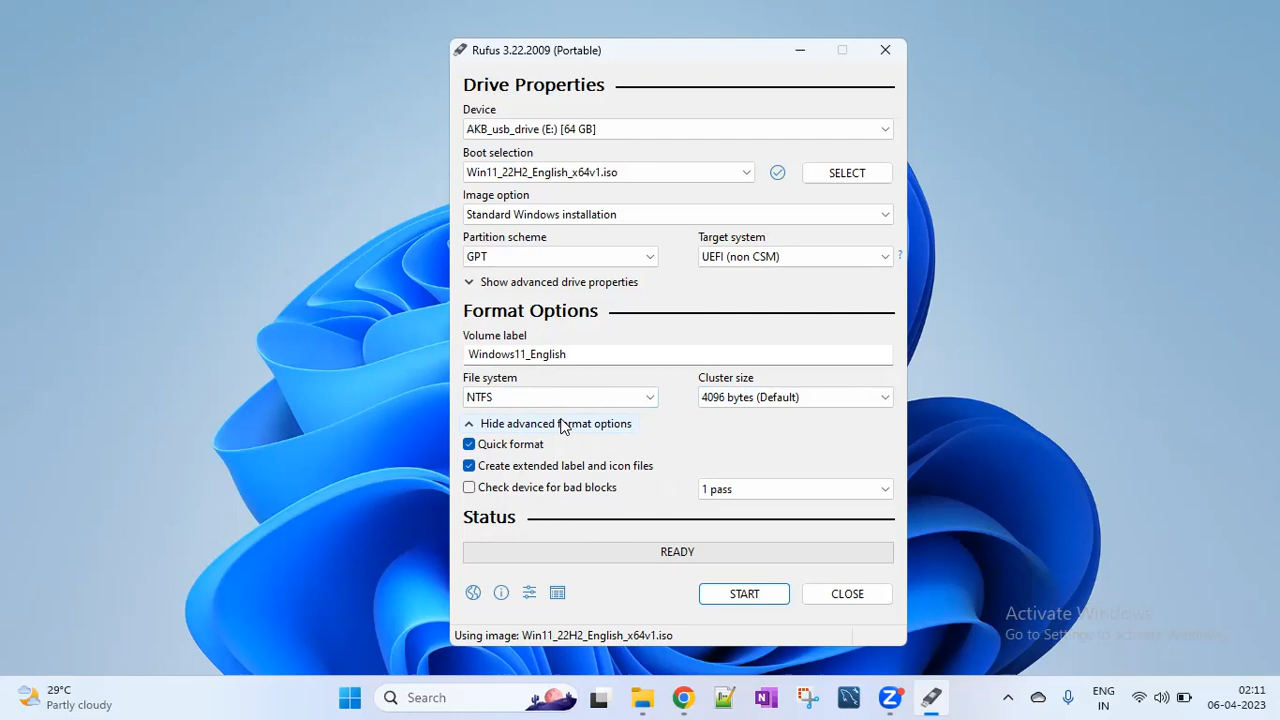 Rufus 3.22.2009 (Portable)
Drive Properties
Device
AKB_usb_drive (E:) [64 GB]
Boot selection
Win11_22H2_English_x64v1.iso
SELECT
Image option
Standard Windows installation
Partition scheme
Target system
GPT
UEFI (non CSM)
?
Show advanced drive properties
Format Options
Volume label
Windows11_English
File system
Cluster size
NTFS
4096 bytes (Default)
Hide advanced format options
Quick format
Create extended label and icon files
Check device for bad blocks
1 pass
Status
READY
START
CLOSE
Using image: Win11_22H2_English_x64v1.iso
Activate Windows
Go to Settings to activate Windows.
29°C
Partly cloudy
Search
ENG
IN
02:11
06-04-2023